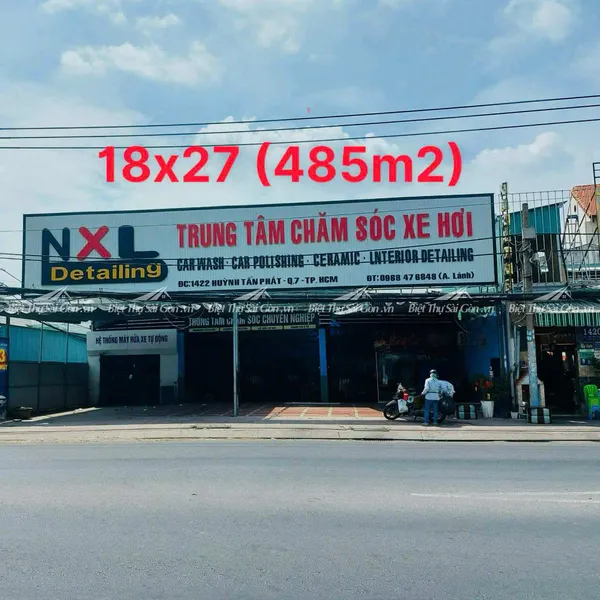 18x27 (485m2)
NXL
Detailing
TRUNG TÂM CHĂM SÓC XE HƠI
CAR WASH · CAR POLISHING · CERAMIC · LNTERIOR DETAILING
ĐC:1422 HUỲNH TẤN PHÁT - Q.7 - TP. HCM
ĐT: 0968 47 6848 (A. Lành)
Biệt Thự Sài Gòn.vn Biệt Thự Sài Gòn.vn Biệt Thự Sài Gòn.vn Biệt Thự Sài Gòn.vn
TRUNG TÂM CHĂM SÓC CHUYÊN NGHIỆP
HỆ THỐNG MÁY RỬA XE TỰ ĐỘNG